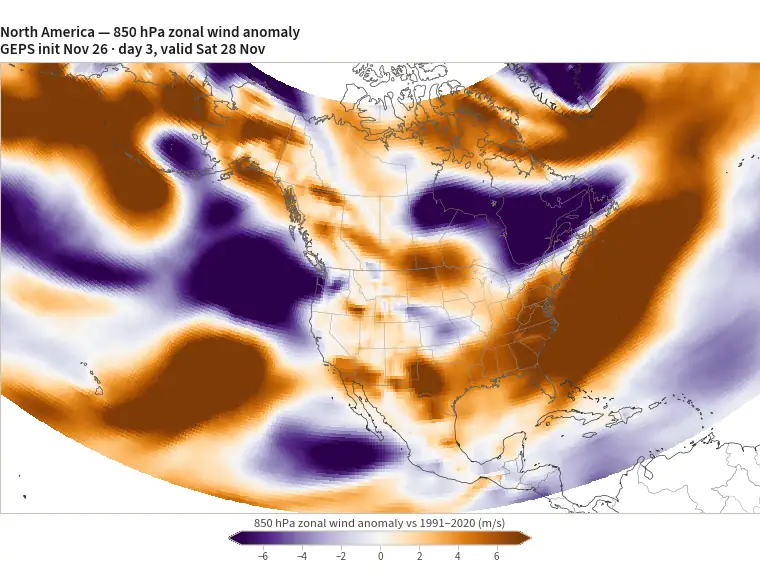 North America — 850 hPa zonal wind anomaly
GEPS init Nov 26 · day 3, valid Sat 28 Nov
850 hPa zonal wind anomaly vs 1991–2020 (m/s)
−6 −4 −2 0 2 4 6